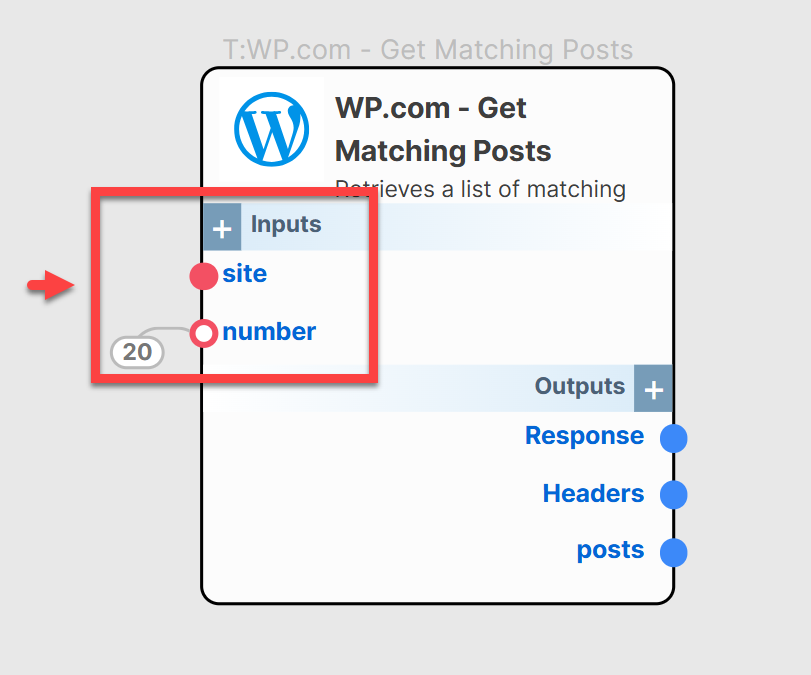 T:WP.com - Get Matching Posts
WP.com - Get
Matching Posts
Retrieves a list of matching
+ Inputs
site
number
20
Outputs +
Response
Headers
posts